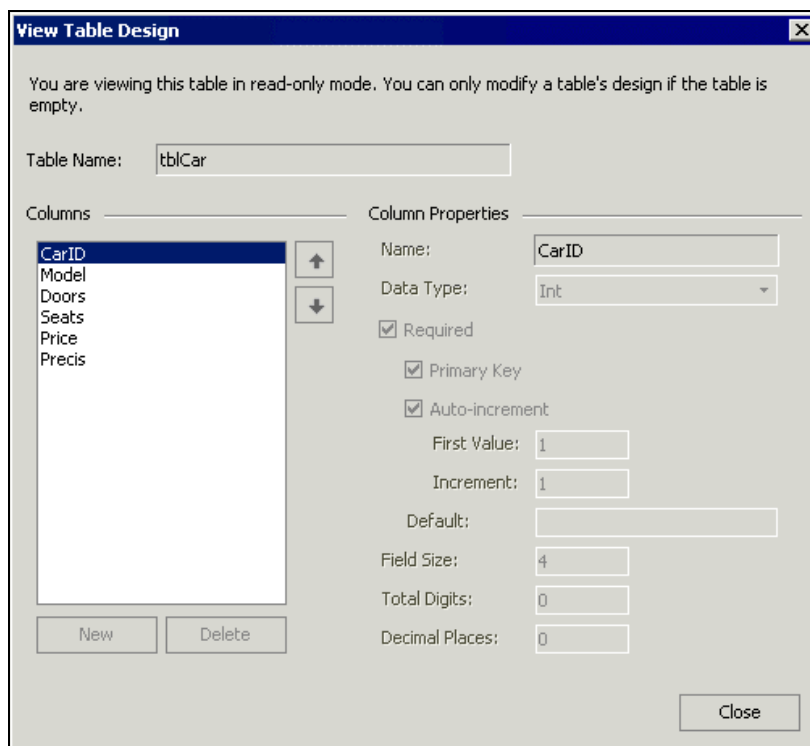 View Table Design
You are viewing this table in read-only mode. You can only modify a table's design if the table is
empty.
Table Name: tblCar
Columns
CarID
Model
Doors
Seats
Price
Precis
New Delete
Column Properties
Name: CarID
Data Type: Int
Required
Primary Key
Auto-increment
First Value: 1
Increment: 1
Default:
Field Size: 4
Total Digits: 0
Decimal Places: 0
Close